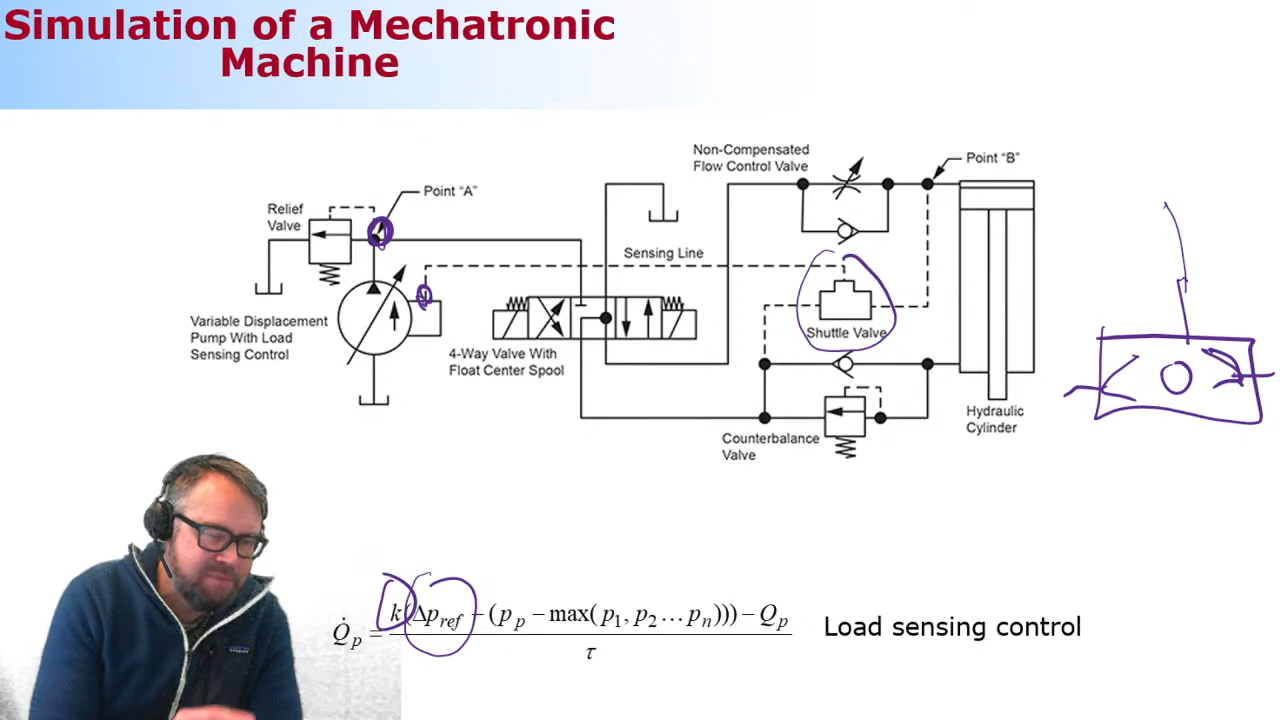 Simulation of a Mechatronic
Machine
Non-Compensated
Flow Control Valve
Point "B"
Point "A"
Relief
Valve
Sensing Line
Variable Displacement
Pump With Load
Sensing Control
4-Way Valve With
Float Center Spool
Shuttle Valve
Hydraulic
Cylinder
Counterbalance
Valve
Q̇p = k(Δpref − (pp − max(p1, p2 … pn))) − Qp
τ
Load sensing control